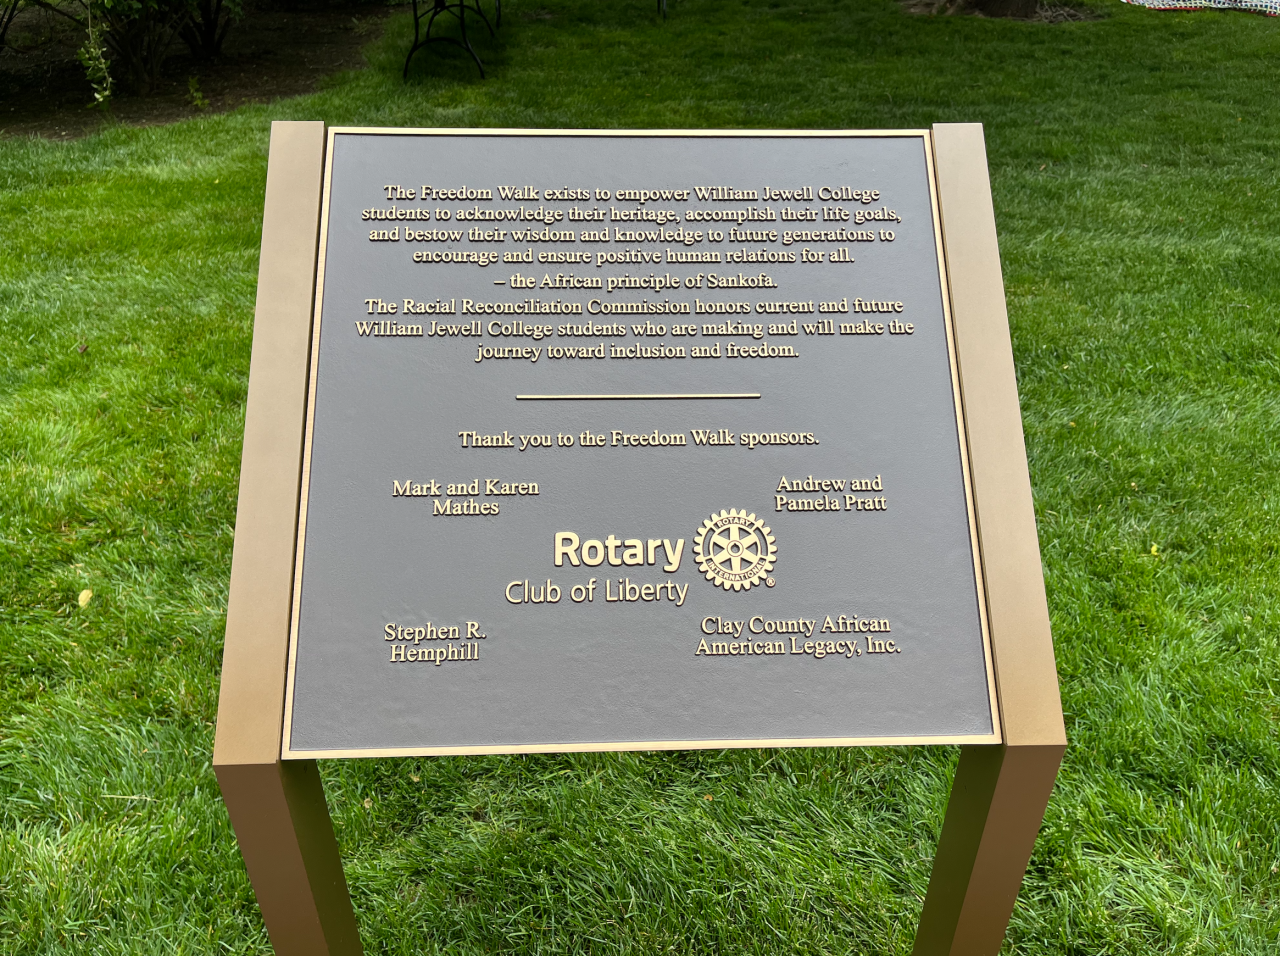 The Freedom Walk exists to empower William Jewell College
students to acknowledge their heritage, accomplish their life goals,
and bestow their wisdom and knowledge to future generations to
encourage and ensure positive human relations for all.
– the African principle of Sankofa.
The Racial Reconciliation Commission honors current and future
William Jewell College students who are making and will make the
journey toward inclusion and freedom.
Thank you to the Freedom Walk sponsors.
Mark and Karen
Mathes
Andrew and
Pamela Pratt
Rotary
Club of Liberty
ROTARY
INTERNATIONAL
®
Stephen R.
Hemphill
Clay County African
American Legacy, Inc.